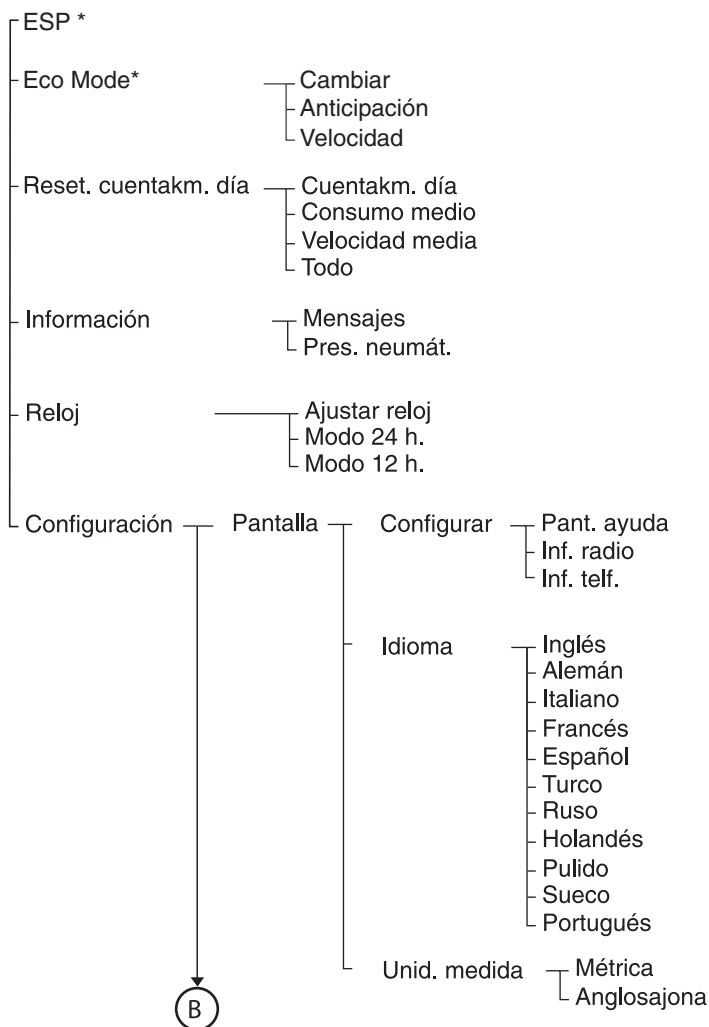 ESP *
Eco Mode*
Cambiar
Anticipación
Velocidad
Reset. cuentakm. día
Cuentakm. día
Consumo medio
Velocidad media
Todo
Información
Mensajes
Pres. neumát.
Reloj
Ajustar reloj
Modo 24 h.
Modo 12 h.
Configuración
Pantalla
Configurar
Pant. ayuda
Inf. radio
Inf. telf.
Idioma
Inglés
Alemán
Italiano
Francés
Español
Turco
Ruso
Holandés
Pulido
Sueco
Portugués
Unid. medida
Métrica
Anglosajona
B